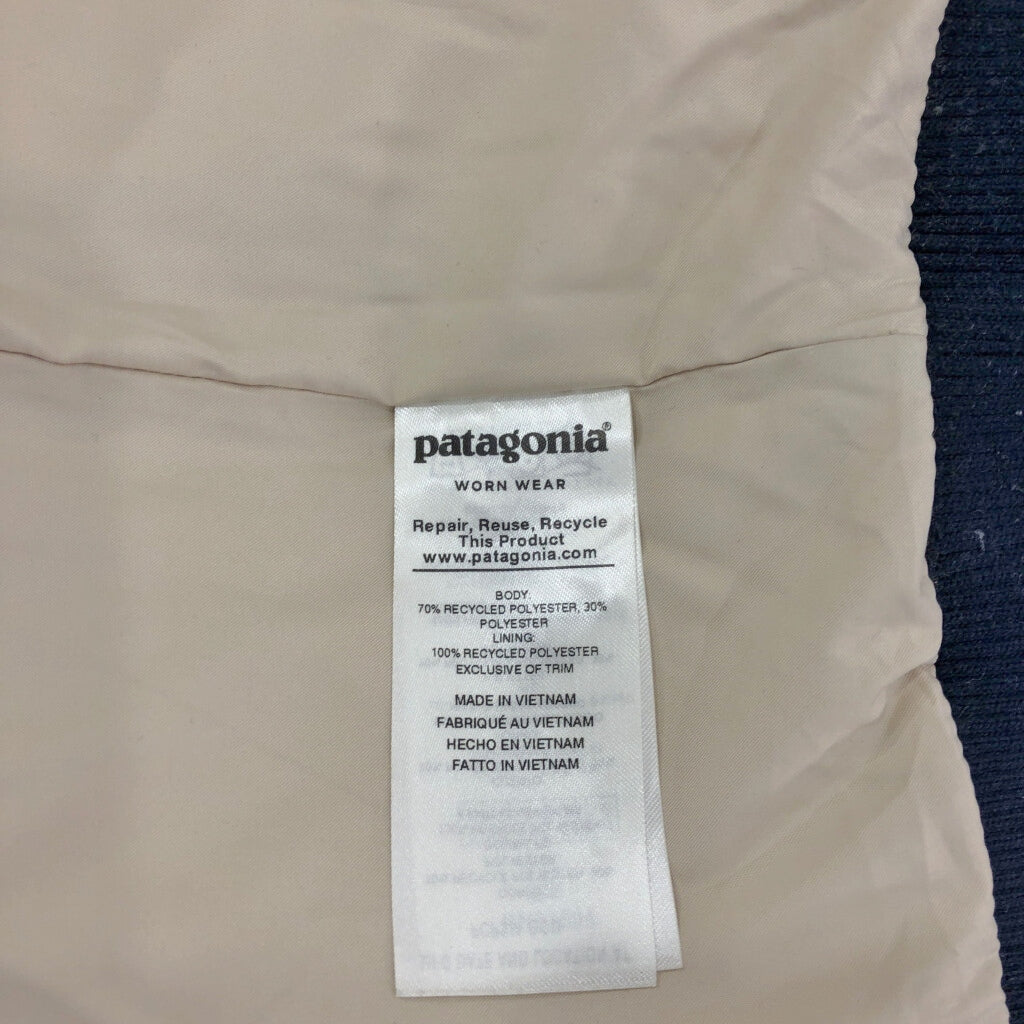 patagonia®
WORN WEAR
Repair, Reuse, Recycle
This Product
www.patagonia.com
BODY:
70% RECYCLED POLYESTER, 30%
POLYESTER
LINING:
100% RECYCLED POLYESTER
EXCLUSIVE OF TRIM
MADE IN VIETNAM
FABRIQUÉ AU VIETNAM
HECHO EN VIETNAM
FATTO IN VIETNAM